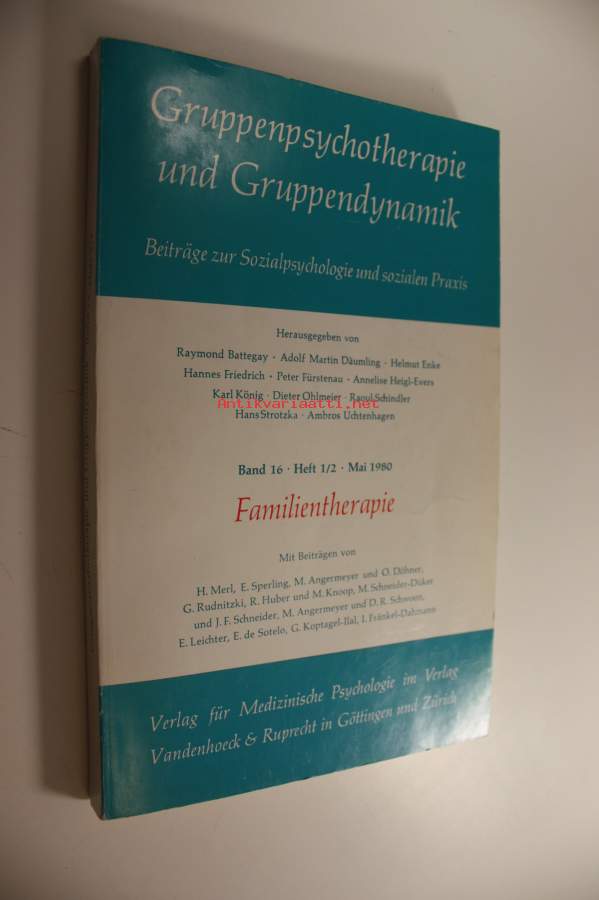 Gruppenpsychotherapie
und Gruppendynamik
Beiträge zur Sozialpsychologie und sozialen Praxis
Herausgegeben von
Raymond Battegay · Adolf Martin Däumling · Helmut Enke
Hannes Friedrich · Peter Fürstenau · Annelise Heigl-Evers
Karl König · Dieter Ohlmeier · Raoul Schindler
Hans Strotzka · Ambros Uchtenhagen
Antikvariaatti.net
Band 16 · Heft 1/2 · Mai 1980
Familientherapie
Mit Beiträgen von
H. Merl, E. Sperling, M. Angermeyer und O. Döhner,
G. Rudnitzki, R. Huber und M. Knoop, M. Schneider-Düker
und J. F. Schneider, M. Angermeyer und D. R. Schwoon,
E. Leichter, E. de Sotelo, G. Koptagel-Ilal, I. Fränkel-Dahmann
Verlag für Medizinische Psychologie im Verlag
Vandenhoeck & Ruprecht in Göttingen und Zürich